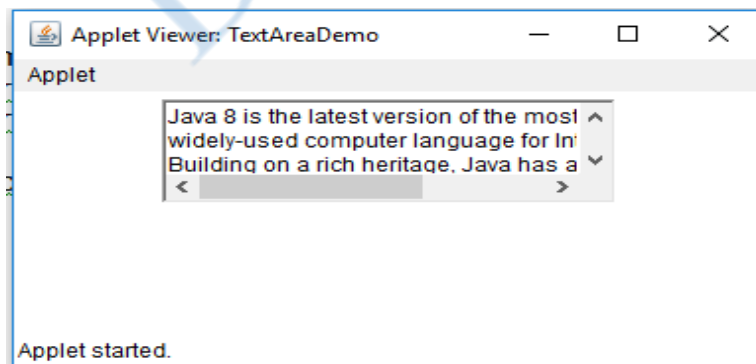 Applet Viewer: TextAreaDemo
Applet
Java 8 is the latest version of the most
widely-used computer language for
Building on a rich heritage, Java has a
Applet started.